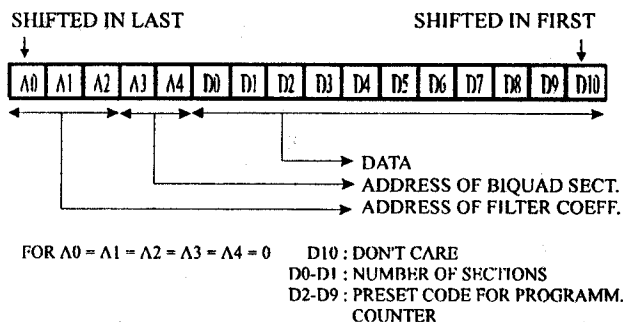 SHIFTED IN LAST SHIFTED IN FIRST
A0 A1 A2 A3 A4 D0 D1 D2 D3 D4 D5 D6 D7 D8 D9 D10
DATA
ADDRESS OF BIQUAD SECT.
ADDRESS OF FILTER COEFF.
FOR A0 = A1 = A2 = A3 = A4 = 0 D10 : DON'T CARE
D0-D1 : NUMBER OF SECTIONS
D2-D9 : PRESET CODE FOR PROGRAMM.
COUNTER